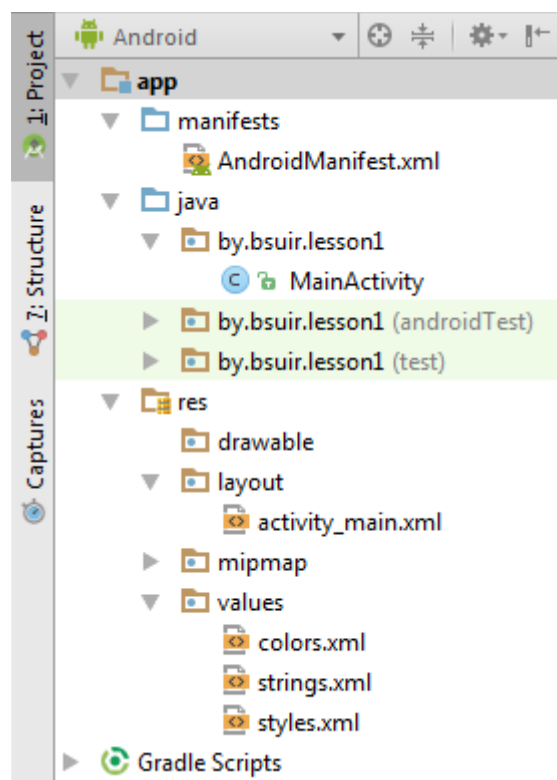 Android
1: Project
7: Structure
Captures
app
manifests
AndroidManifest.xml
java
by.bsuir.lesson1
C MainActivity
by.bsuir.lesson1 (androidTest)
by.bsuir.lesson1 (test)
res
drawable
layout
activity_main.xml
mipmap
values
colors.xml
strings.xml
styles.xml
Gradle Scripts